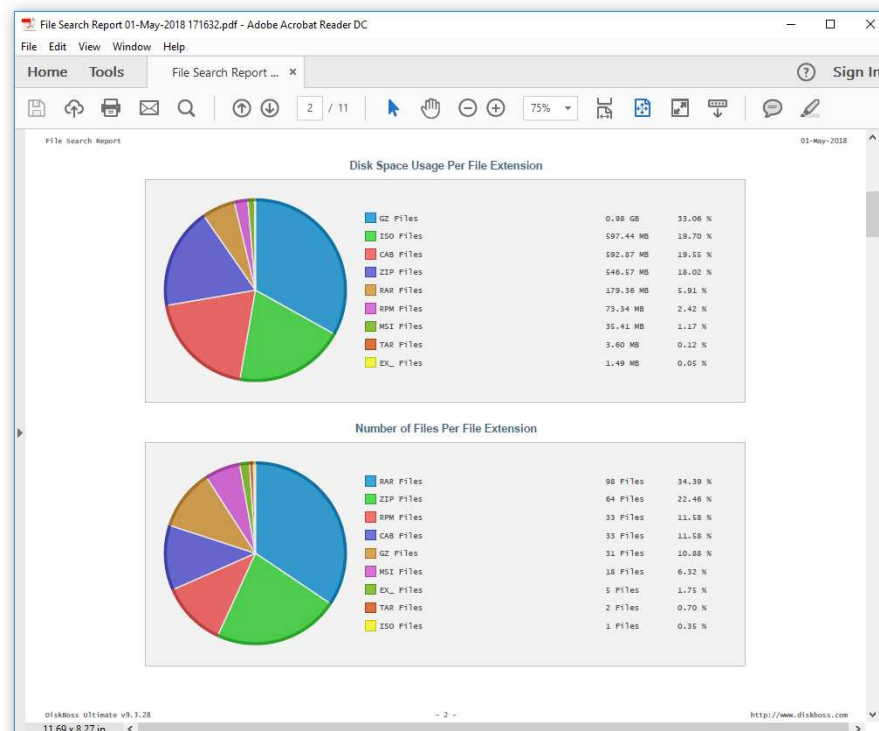 File Search Report 01-May-2018 171632.pdf - Adobe Acrobat Reader DC
File Edit View Window Help
Home Tools File Search Report ... × ? Sign In
2 / 11 75%
File Search Report 01-May-2018
Disk Space Usage Per File Extension
GZ Files 0.98 GB 33.06 %
ISO Files 597.44 MB 19.70 %
CAB Files 592.87 MB 19.55 %
ZIP Files 546.57 MB 18.02 %
RAR Files 179.36 MB 5.91 %
RPM Files 73.34 MB 2.42 %
MSI Files 35.41 MB 1.17 %
TAR Files 3.60 MB 0.12 %
EX_ Files 1.49 MB 0.05 %
Number of Files Per File Extension
RAR Files 98 Files 34.39 %
ZIP Files 64 Files 22.46 %
RPM Files 33 Files 11.58 %
CAB Files 33 Files 11.58 %
GZ Files 31 Files 10.88 %
MSI Files 18 Files 6.32 %
EX_ Files 5 Files 1.75 %
TAR Files 2 Files 0.70 %
ISO Files 1 Files 0.35 %
DiskBoss Ultimate v9.3.28 - 2 - http://www.diskboss.com
11.69 x 8.27 in